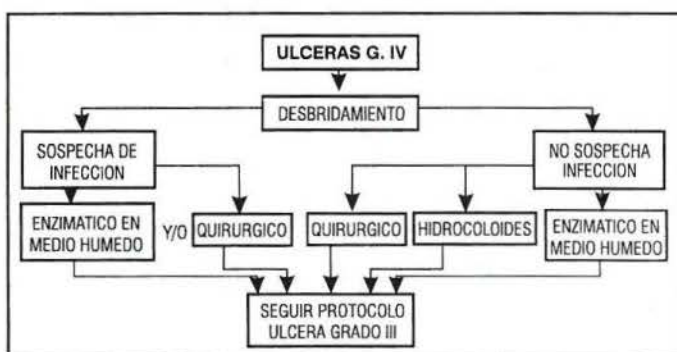 ULCERAS G. IV
DESBRIDAMIENTO
SOSPECHA DE
INFECCION
NO SOSPECHA
INFECCION
ENZIMATICO EN
MEDIO HUMEDO
Y/O
QUIRURGICO
QUIRURGICO
HIDROCOLOIDES
ENZIMATICO EN
MEDIO HUMEDO
SEGUIR PROTOCOLO
ULCERA GRADO III